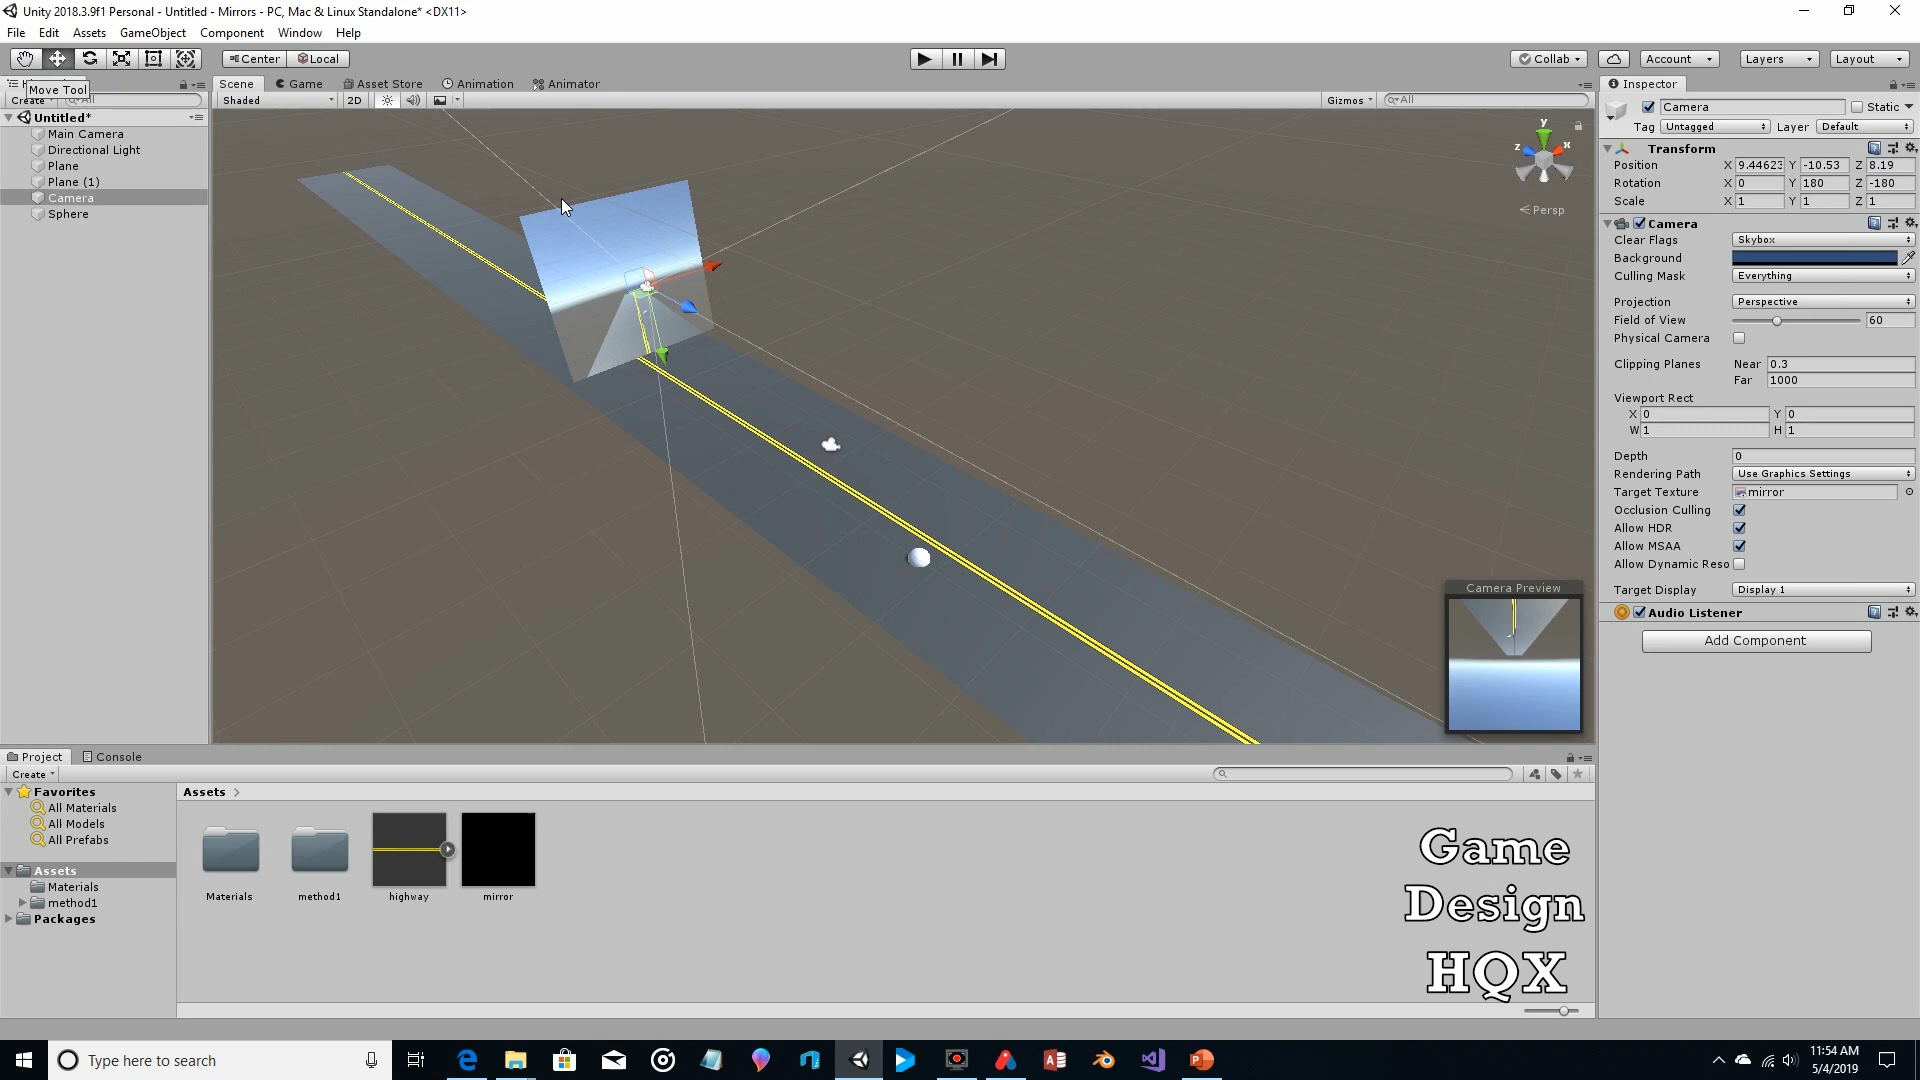 Unity 2018.3.9f1 Personal - Untitled - Mirrors - PC, Mac & Linux Standalone* <DX11>
File Edit Assets GameObject Component Window Help
Center Local Collab Account Layers Layout
Move Tool
Create All
Untitled*
Main Camera
Directional Light
Plane
Plane (1)
Camera
Sphere
Scene Game Asset Store Animation Animator
Shaded 2D Gizmos All
y
z x
Persp
Camera Preview
Inspector
Camera Static
Tag Untagged Layer Default
Transform
Position X 9.44623 Y -10.53 Z 8.19
Rotation X 0 Y 180 Z -180
Scale X 1 Y 1 Z 1
Camera
Clear Flags Skybox
Background
Culling Mask Everything
Projection Perspective
Field of View 60
Physical Camera
Clipping Planes Near 0.3
Far 1000
Viewport Rect
X 0 Y 0
W 1 H 1
Depth 0
Rendering Path Use Graphics Settings
Target Texture mirror
Occlusion Culling
Allow HDR
Allow MSAA
Allow Dynamic Reso
Target Display Display 1
Audio Listener
Add Component
Project Console
Create
Favorites
All Materials
All Models
All Prefabs
Assets
Materials
method1
Packages
Assets
Materials method1 highway mirror
Game
Design
HQX
Type here to search
11:54 AM
5/4/2019